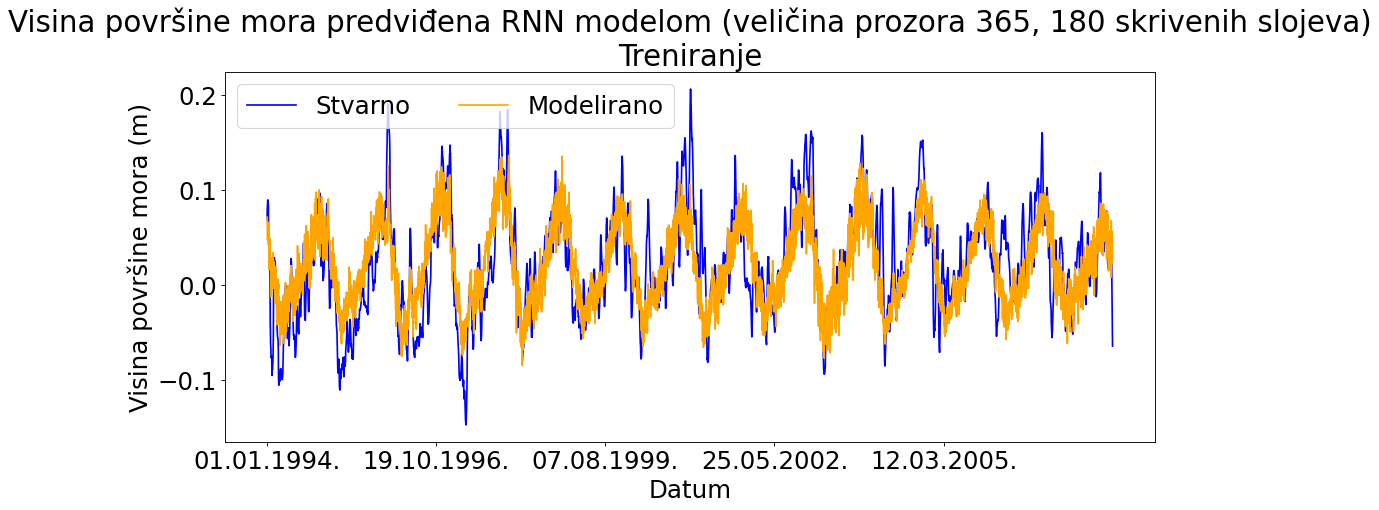 Visina površine mora predviđena RNN modelom (veličina prozora 365, 180 skrivenih slojeva)
Treniranje
Stvarno Modelirano
Visina površine mora (m)
0.2
0.1
0.0
−0.1
01.01.1994. 19.10.1996. 07.08.1999. 25.05.2002. 12.03.2005.
Datum